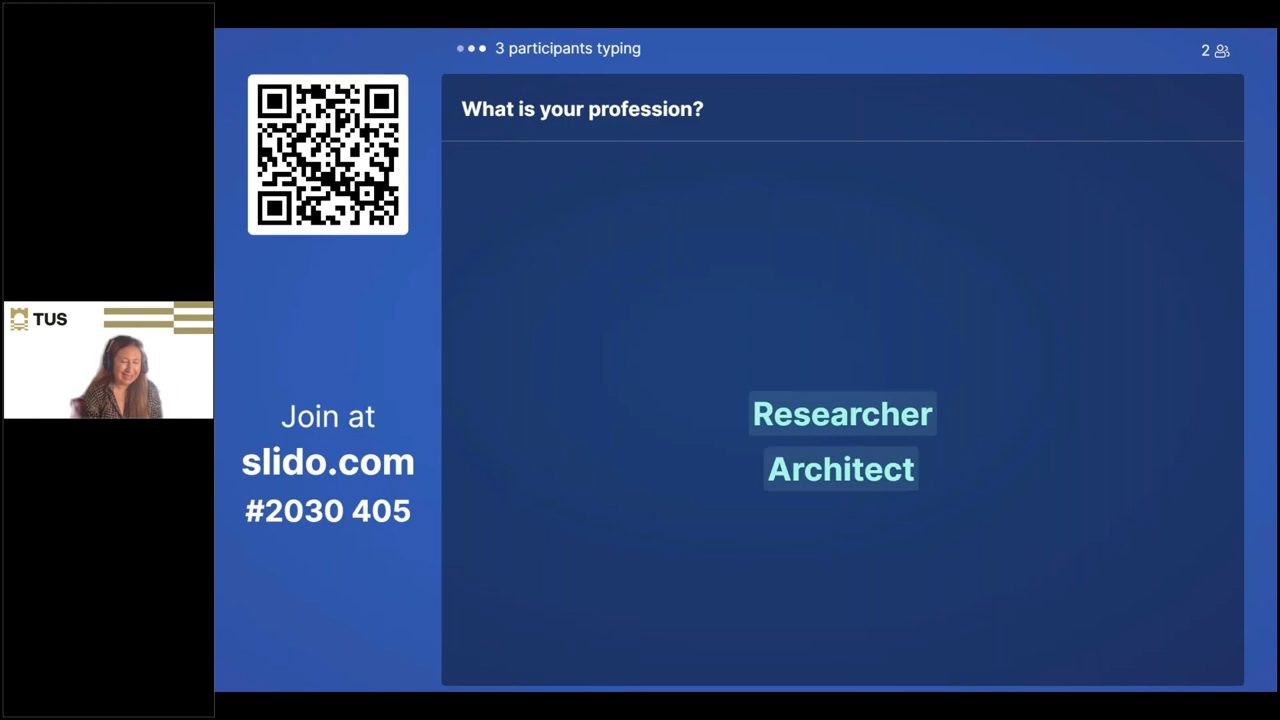 3 participants typing
2
What is your profession?
TUS
Researcher
Architect
Join at
slido.com
#2030 405